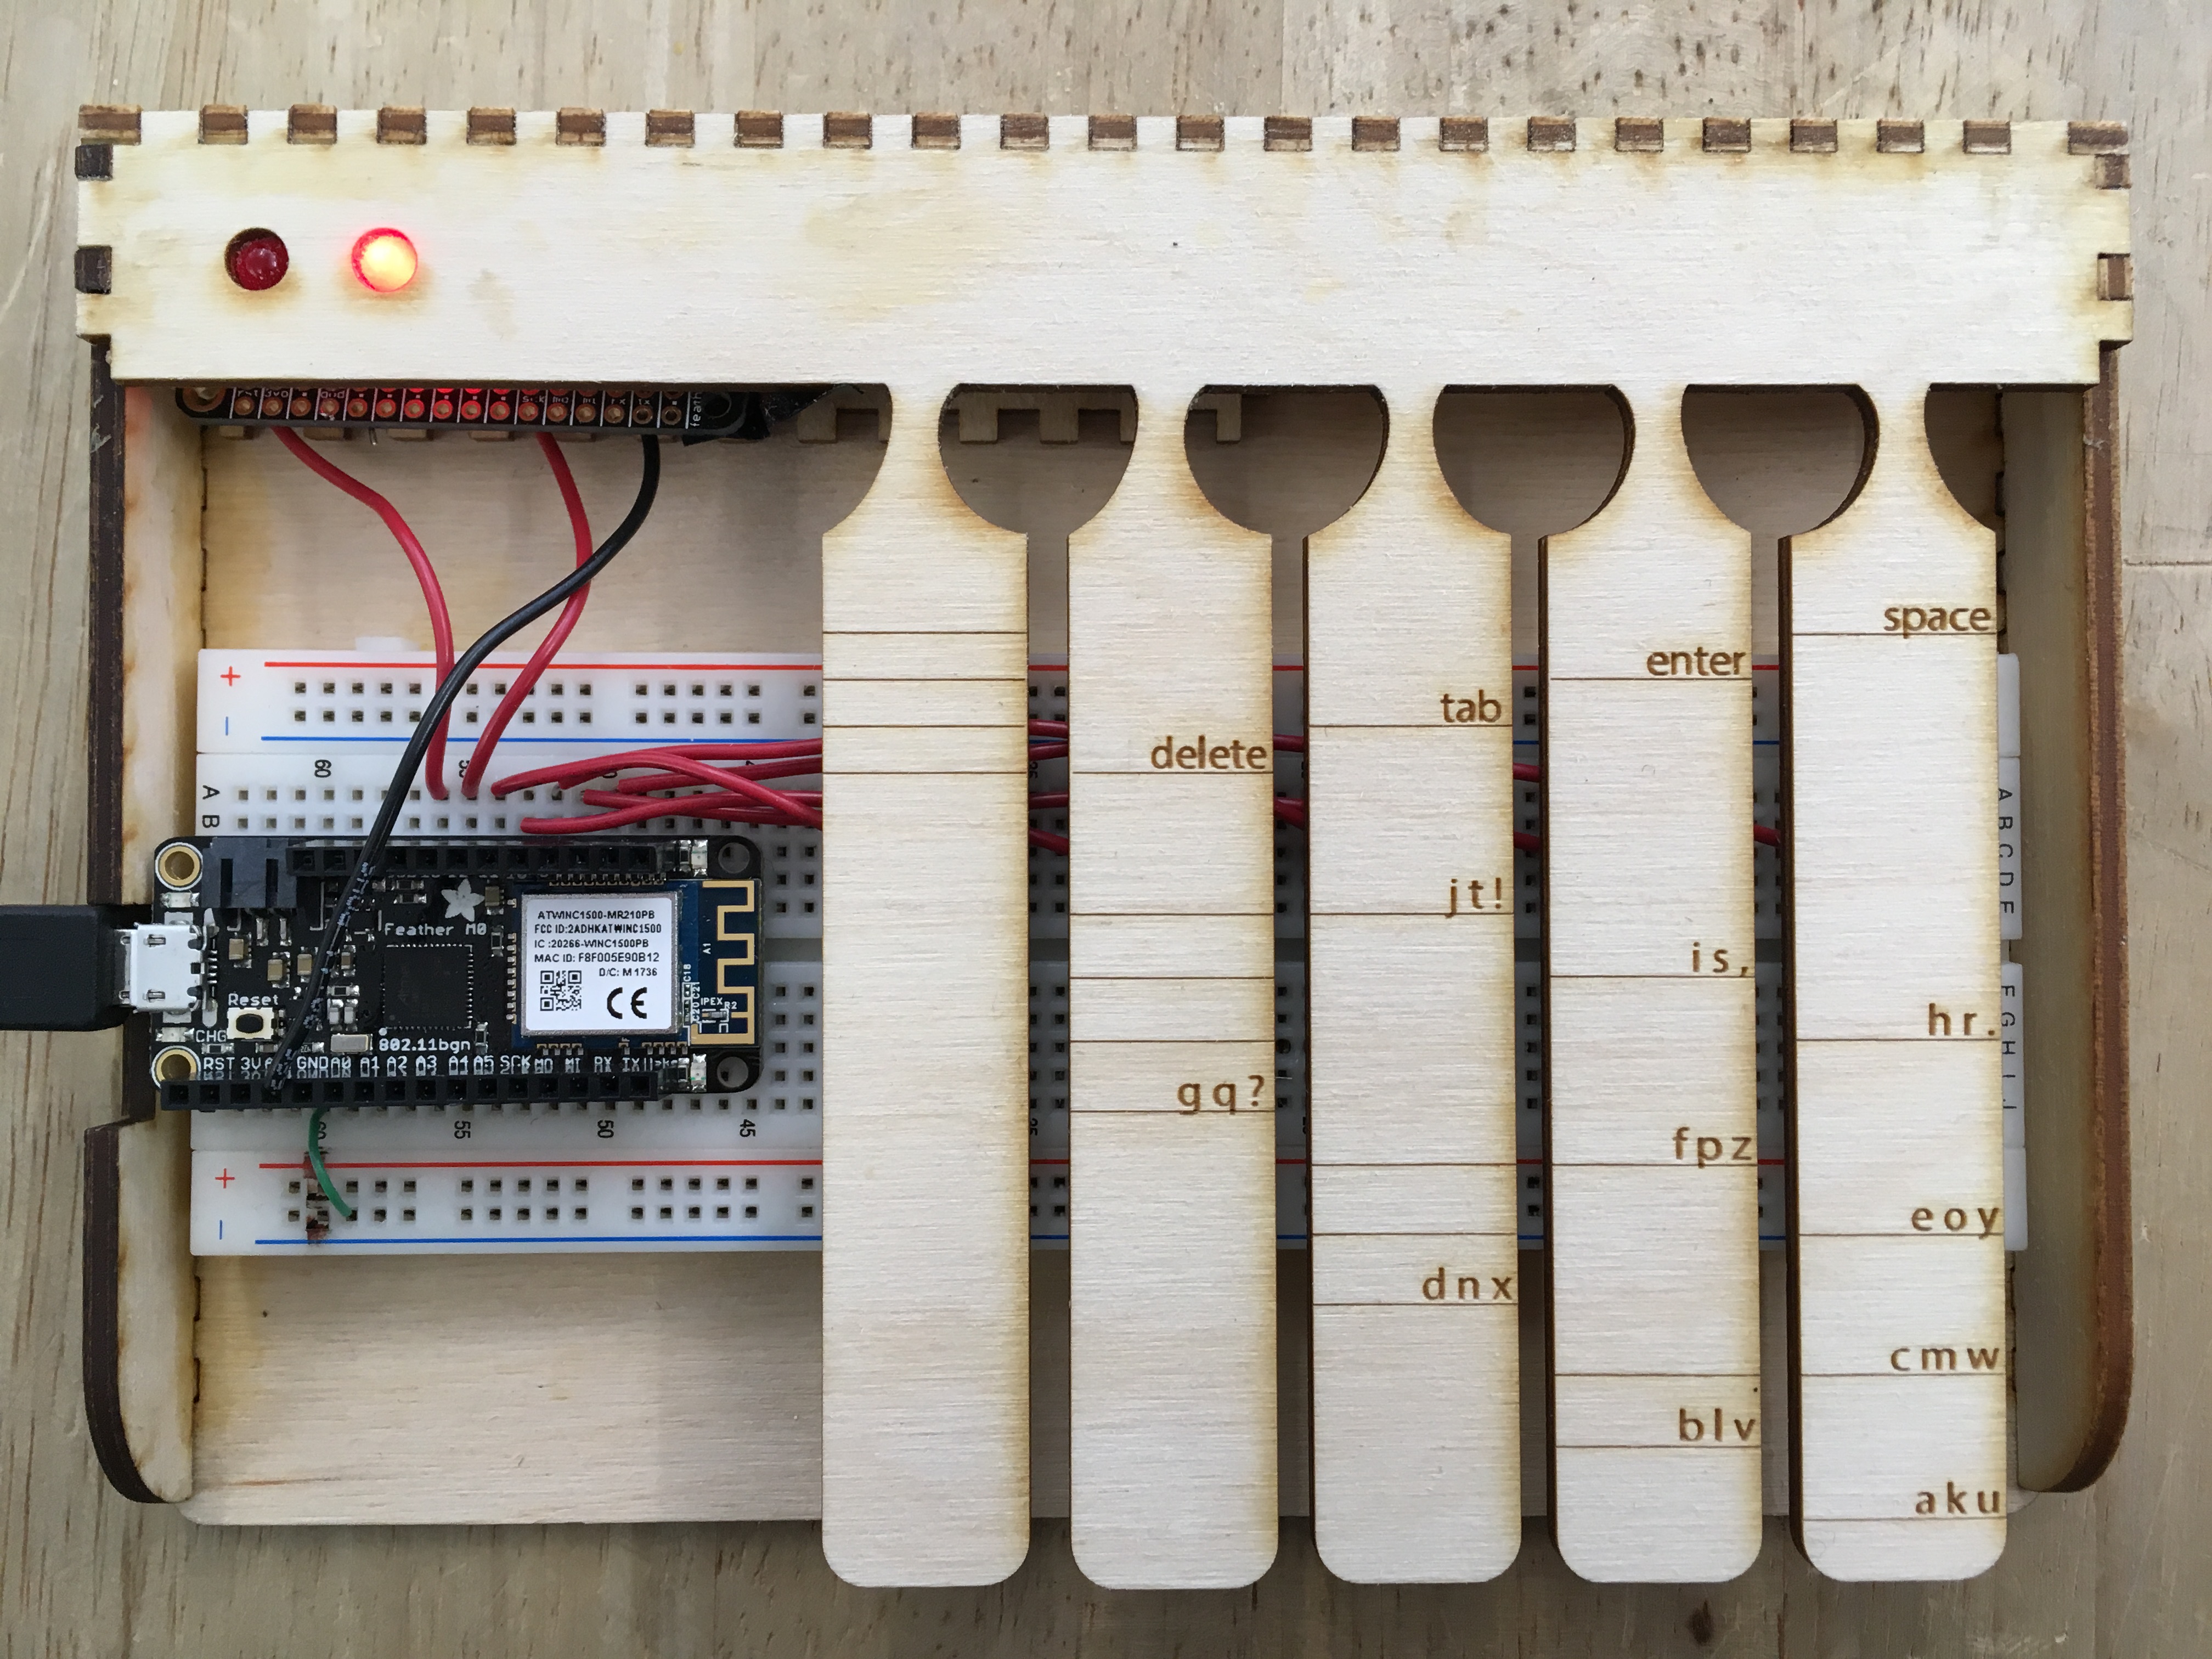 space
enter
tab
delete
jt!
is,
hr.
gq?
fpz
eoy
dnx
cmw
blv
aku
+
-
60
A
B
ATWINC1500-MR210PB
FCC ID:2ADHKATWINC1500
IC :20266-WINC1500PB
MAC ID: F8F005E90B12
D/C: M 1736
CE
Feather M0
A1
Reset
CHG
802.11bgn
RST 3V GND A0 A1 A2 A3 A4 A5 SCK MO MI RX TX
55
50
45
+
-
A
B
C
D
E
F
G
H
I
J